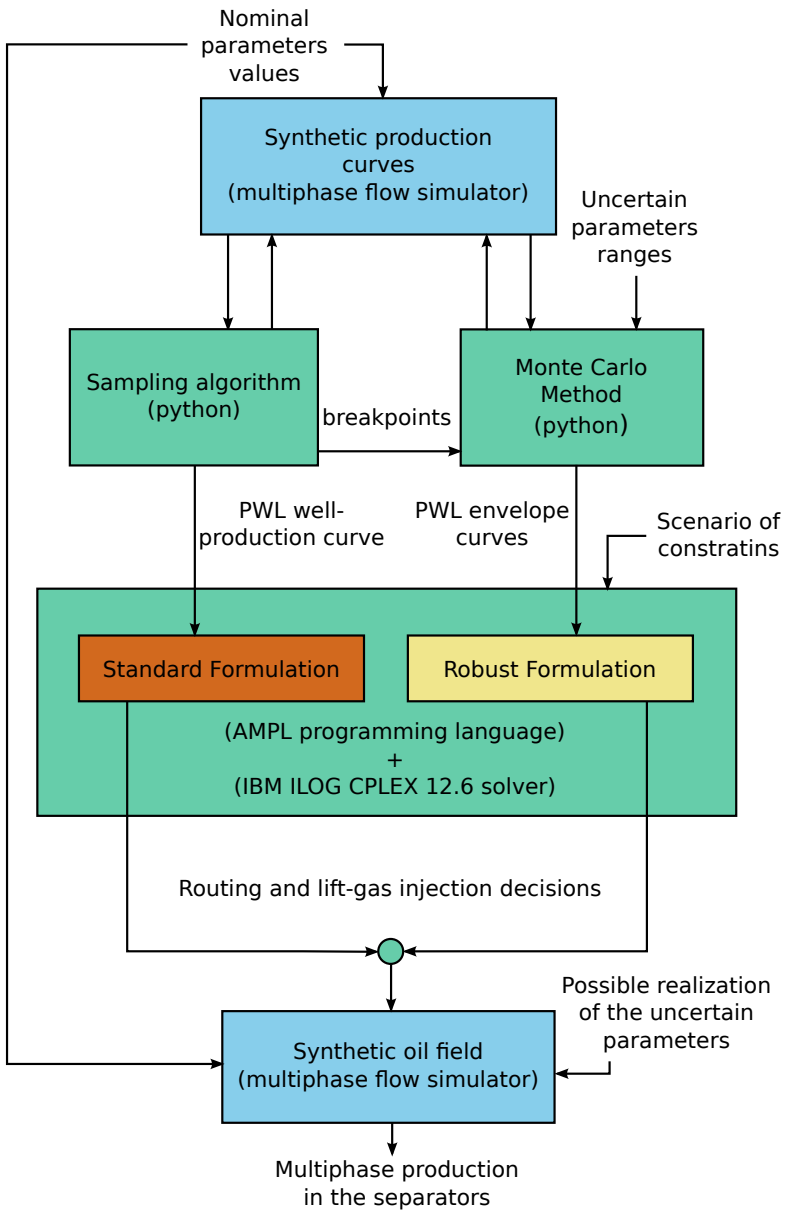 Nominal
parameters
values
Synthetic production
curves
(multiphase flow simulator)
Uncertain
parameters
ranges
Sampling algorithm
(python)
breakpoints
Monte Carlo
Method
(python)
PWL well-
production curve
PWL envelope
curves
Scenario of
constratins
Standard Formulation
Robust Formulation
(AMPL programming language)
+
(IBM ILOG CPLEX 12.6 solver)
Routing and lift-gas injection decisions
Possible realization
of the uncertain
parameters
Synthetic oil field
(multiphase flow simulator)
Multiphase production
in the separators